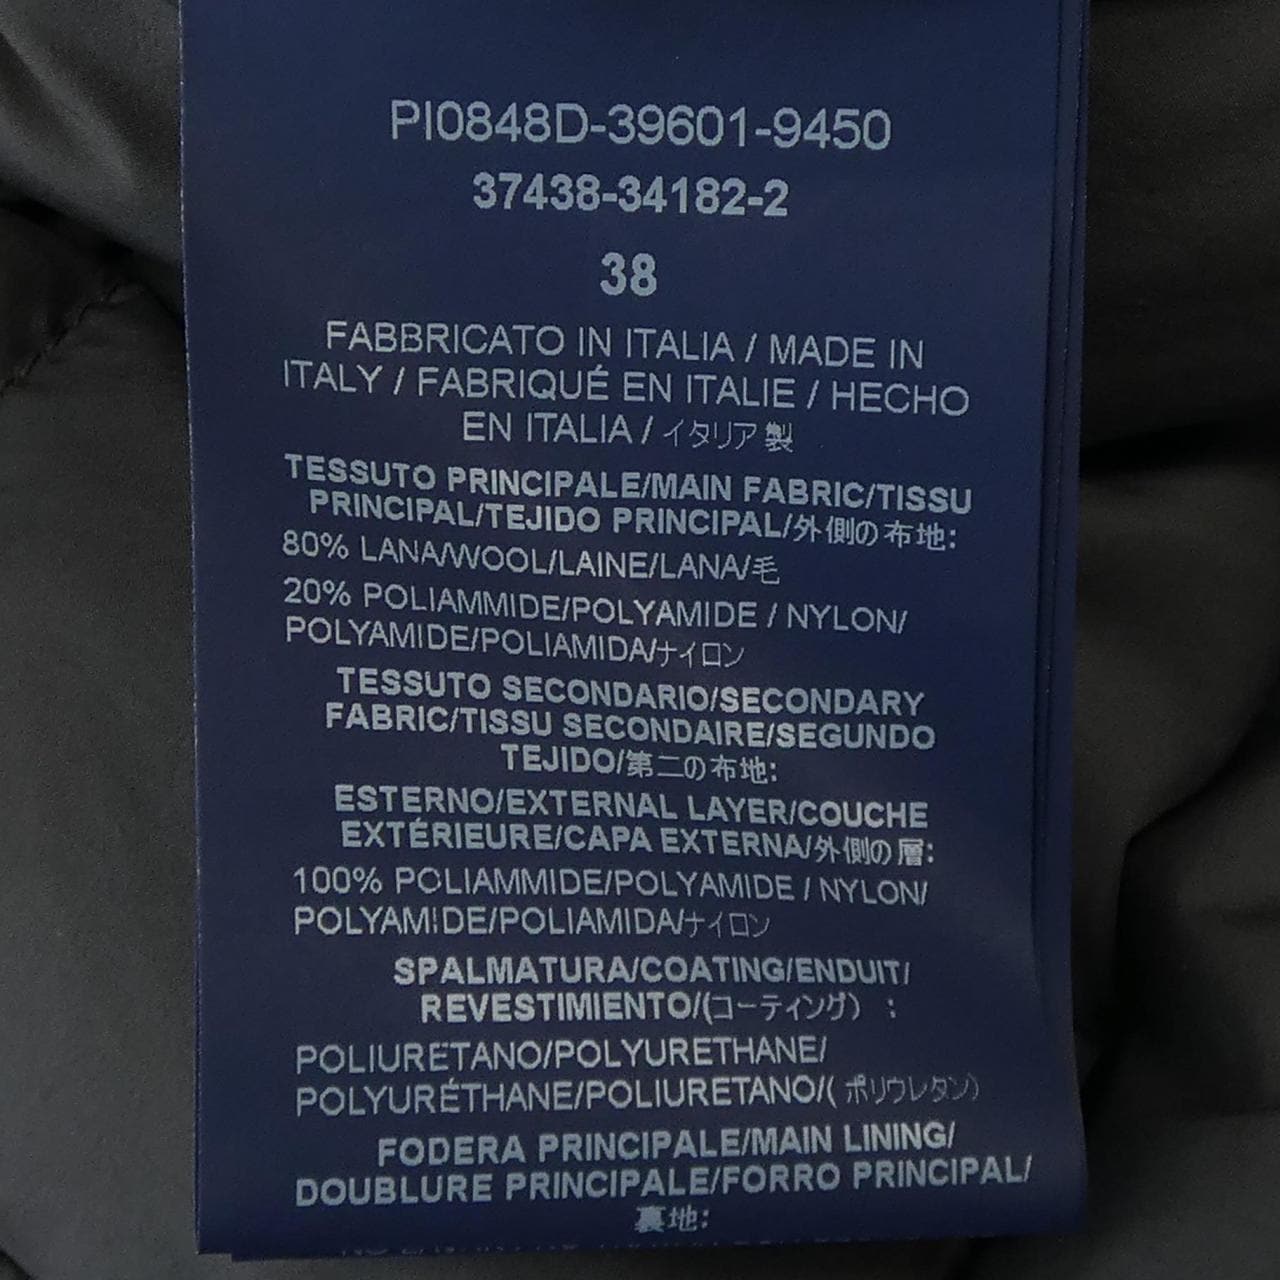 PI0848D-39601-9450
37438-34182-2
38
FABBRICATO IN ITALIA / MADE IN
ITALY / FABRIQUÉ EN ITALIE / HECHO
EN ITALIA / イタリア製
TESSUTO PRINCIPALE/MAIN FABRIC/TISSU
PRINCIPAL/TEJIDO PRINCIPAL/外側の布地:
80% LANA/WOOL/LAINE/LANA/毛
20% POLIAMMIDE/POLYAMIDE / NYLON/
POLYAMIDE/POLIAMIDA/ナイロン
TESSUTO SECONDARIO/SECONDARY
FABRIC/TISSU SECONDAIRE/SEGUNDO
TEJIDO/第二の布地:
ESTERNO/EXTERNAL LAYER/COUCHE
EXTÉRIEURE/CAPA EXTERNA/外側の層:
100% POLIAMMIDE/POLYAMIDE / NYLON/
POLYAMIDE/POLIAMIDA/ナイロン
SPALMATURA/COATING/ENDUIT/
REVESTIMIENTO/(コーティング) :
POLIURETANO/POLYURETHANE/
POLYURÉTHANE/POLIURETANO/( ポリウレタン)
FODERA PRINCIPALE/MAIN LINING/
DOUBLURE PRINCIPALE/FORRO PRINCIPAL/
裏地: